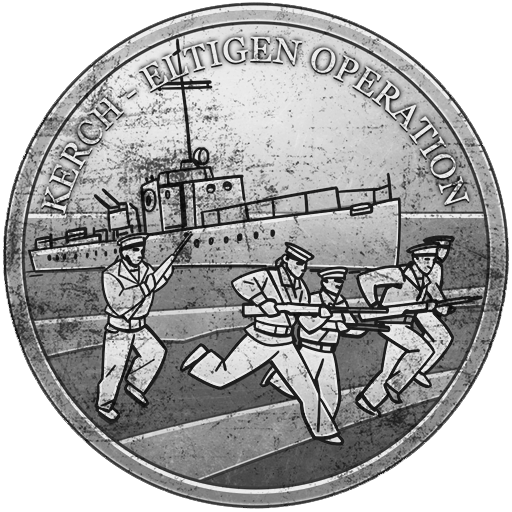 KERCH - ELTIGEN OPERATION